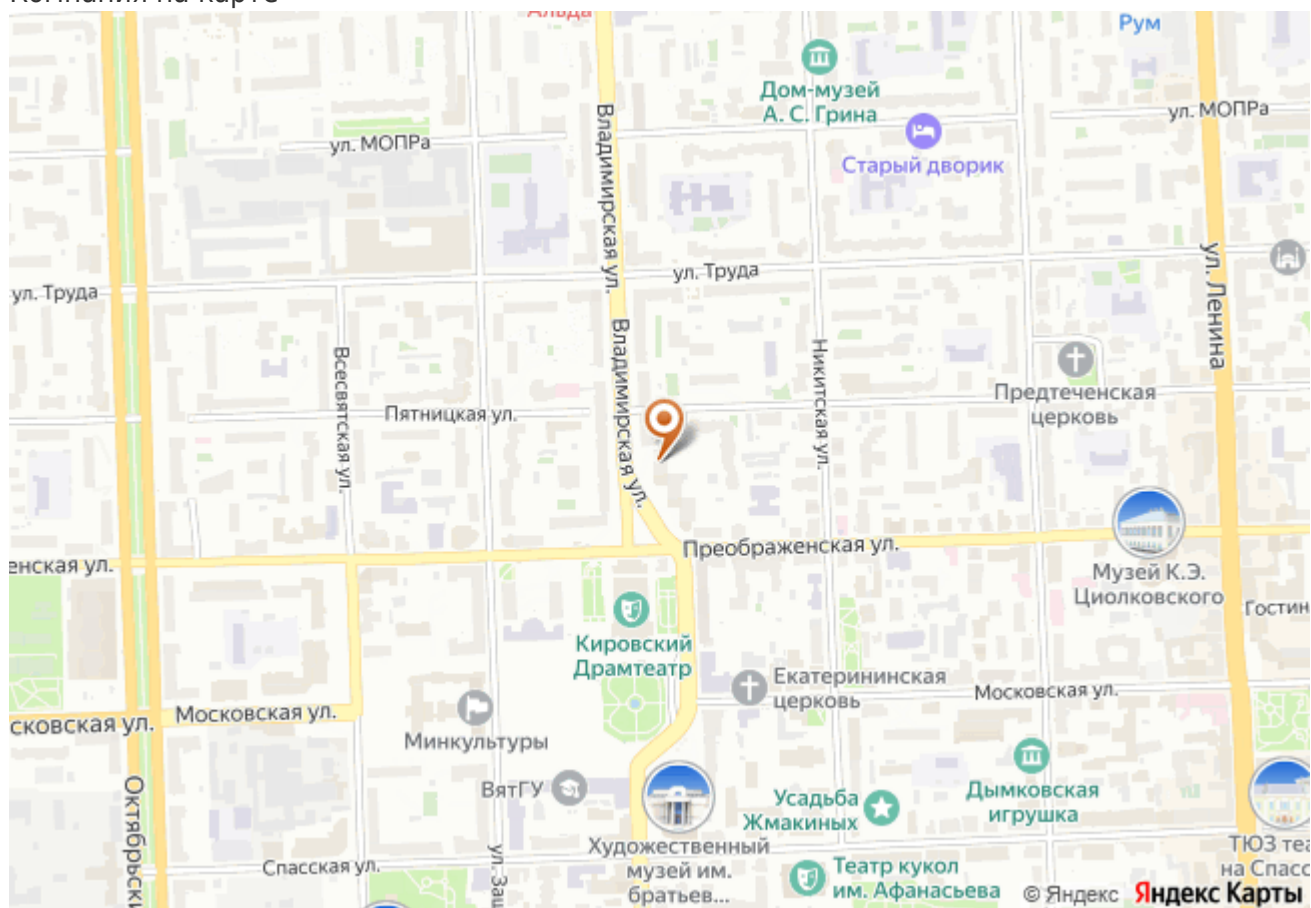 Альда
Рум
Дом-музей
А. С. Грина
ул. МОПРа
ул. МОПРа
Старый дворик
Владимирская ул.
ул. Труда
ул. Труда
ул. Ленина
Владимирская ул.
Всесвятская ул.
Никитская ул.
Предтеченская
церковь
Пятницкая ул.
Преображенская ул.
енская ул.
Музей К.Э.
Циолковского
Гостин
Кировский
Драмтеатр
Екатерининская
церковь
Московская ул.
Московская ул.
сковская ул.
Минкультуры
ВятГУ
Усадьба
Жмакиных
Дымковская
игрушка
Октябрьски
Художественный
музей им.
братьев...
ул. Заш
Спасская ул.
Театр кукол
им. Афанасьева
ТЮЗ теа
на Спасс
© Яндекс Яндекс Карты